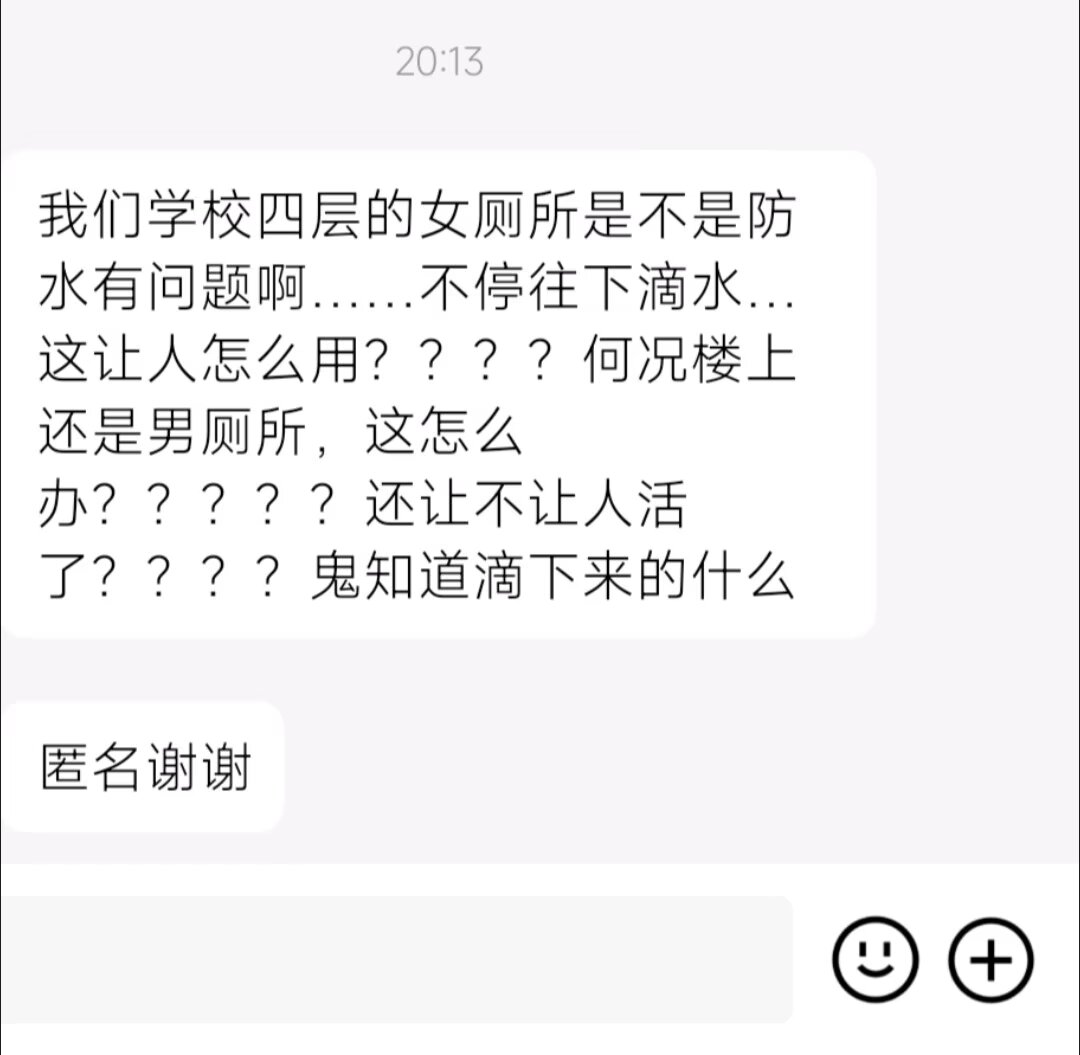 20:13
我们学校四层的女厕所是不是防
水有问题啊......不停往下滴水...
这让人怎么用？？？？何况楼上
还是男厕所，这怎么
办？？？？？还让不让人活
了？？？？鬼知道滴下来的什么
匿名谢谢